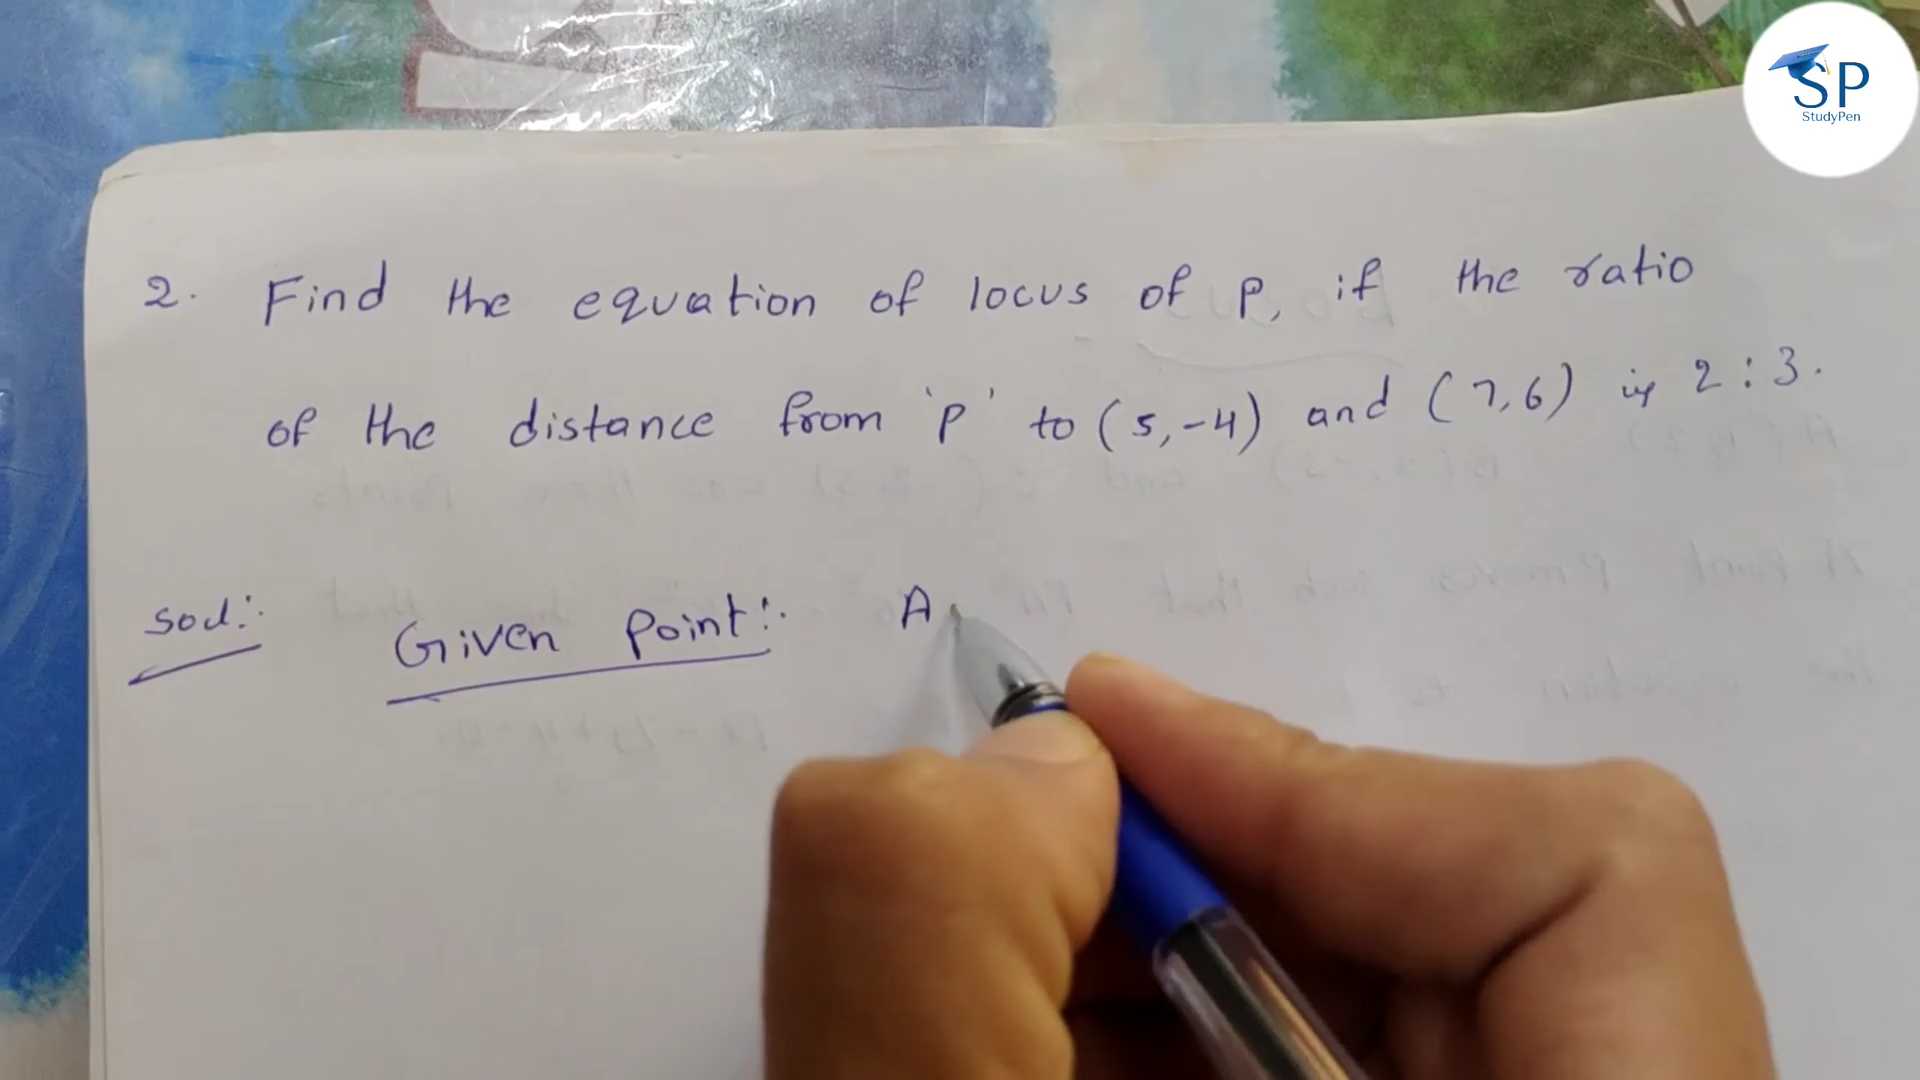 SP
StudyPen
2. Find the equation of locus of P, if the ratio
of the distance from 'p' to (5,-4) and (7,6) is 2:3.
Sol:
Given Point: A